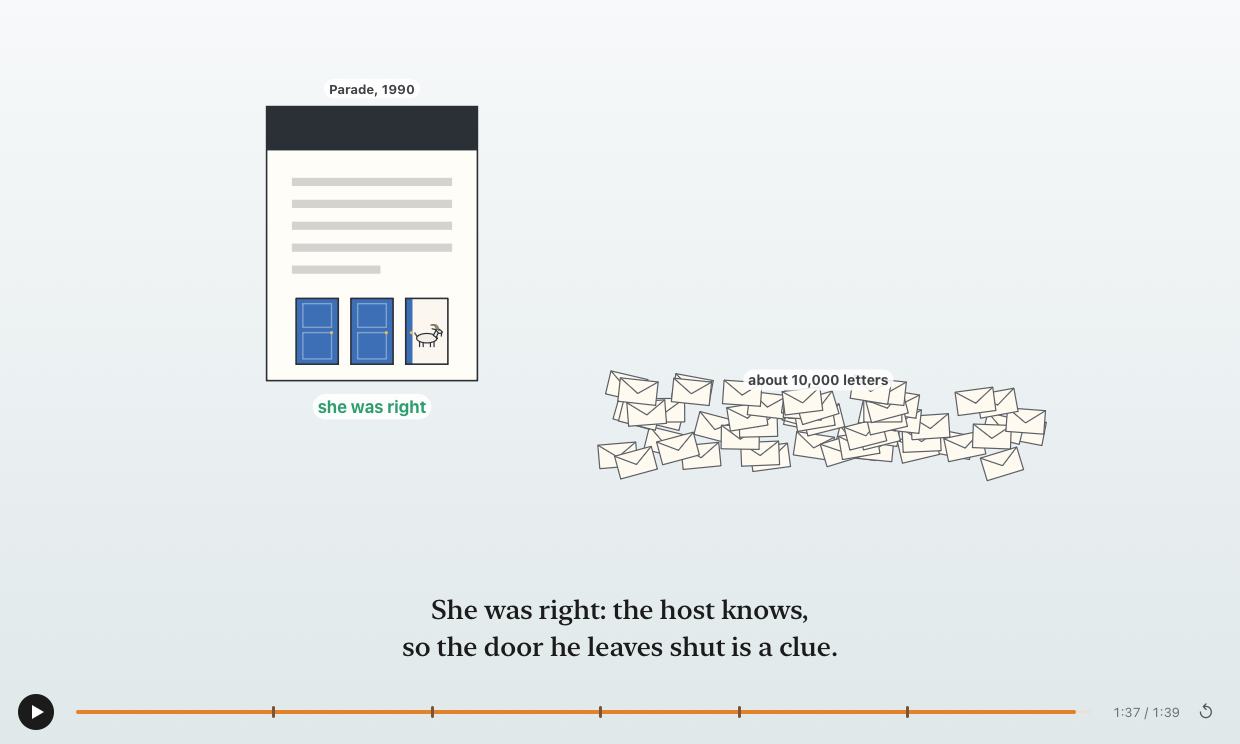 Parade, 1990
she was right
about 10,000 letters
She was right: the host knows,
so the door he leaves shut is a clue.
1:37 / 1:39